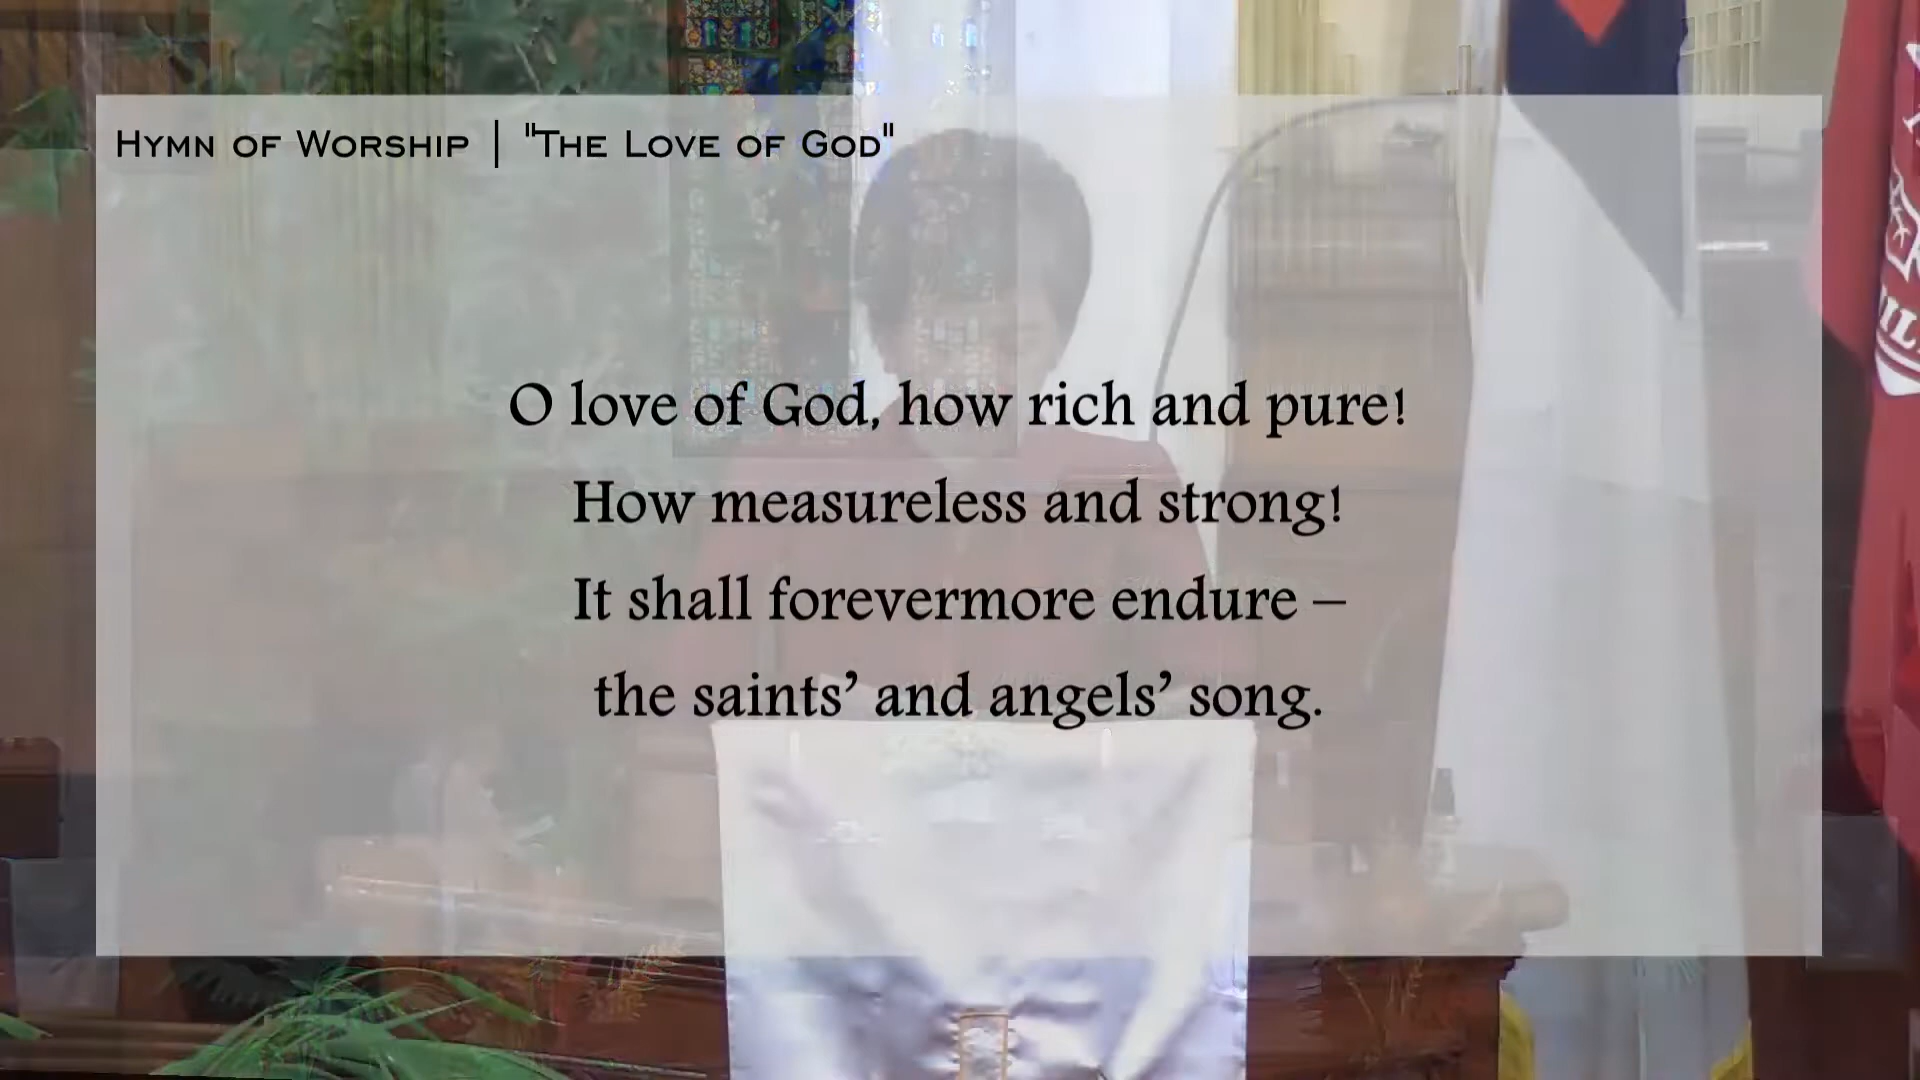 Hymn of Worship | "The Love of God"
O love of God, how rich and pure!
How measureless and strong!
It shall forevermore endure –
the saints’ and angels’ song.